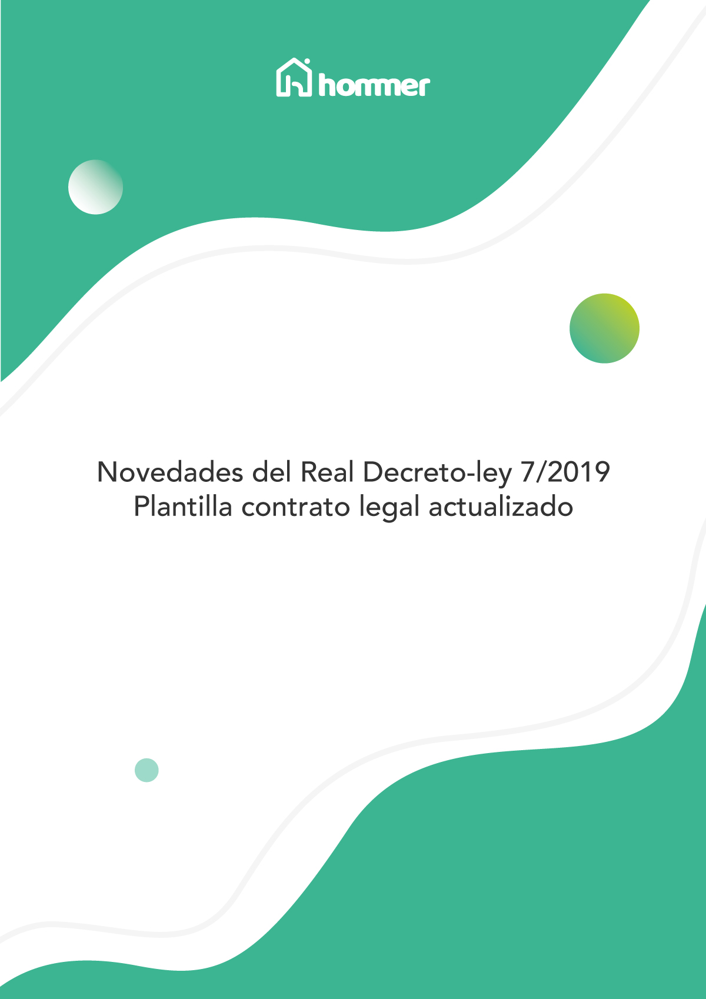 hommer
Novedades del Real Decreto-ley 7/2019
Plantilla contrato legal actualizado